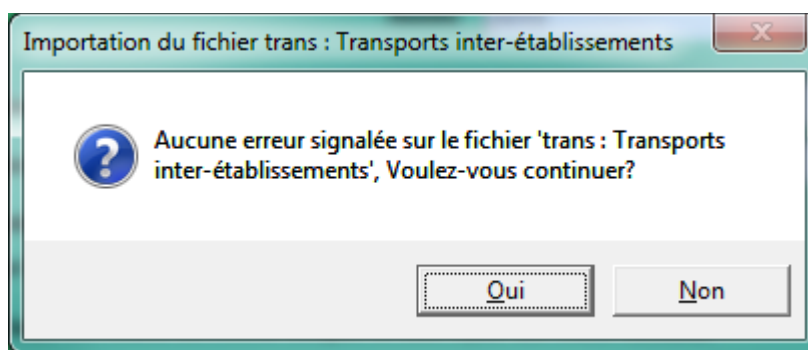 Importation du fichier trans : Transports inter-établissements
Aucune erreur signalée sur le fichier 'trans : Transports
inter-établissements', Voulez-vous continuer?
Oui
Non